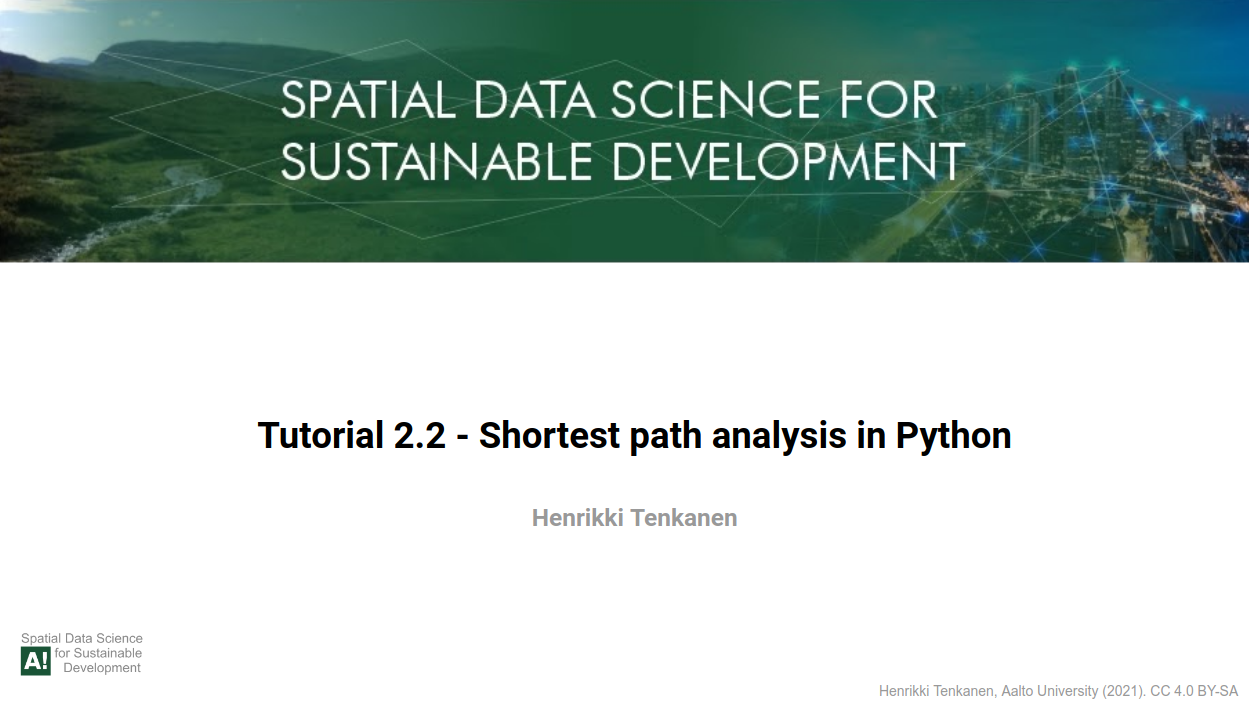 SPATIAL DATA SCIENCE FOR
SUSTAINABLE DEVELOPMENT
Tutorial 2.2 - Shortest path analysis in Python
Henrikki Tenkanen
Spatial Data Science
A! for Sustainable
Development
Henrikki Tenkanen, Aalto University (2021). CC 4.0 BY-SA